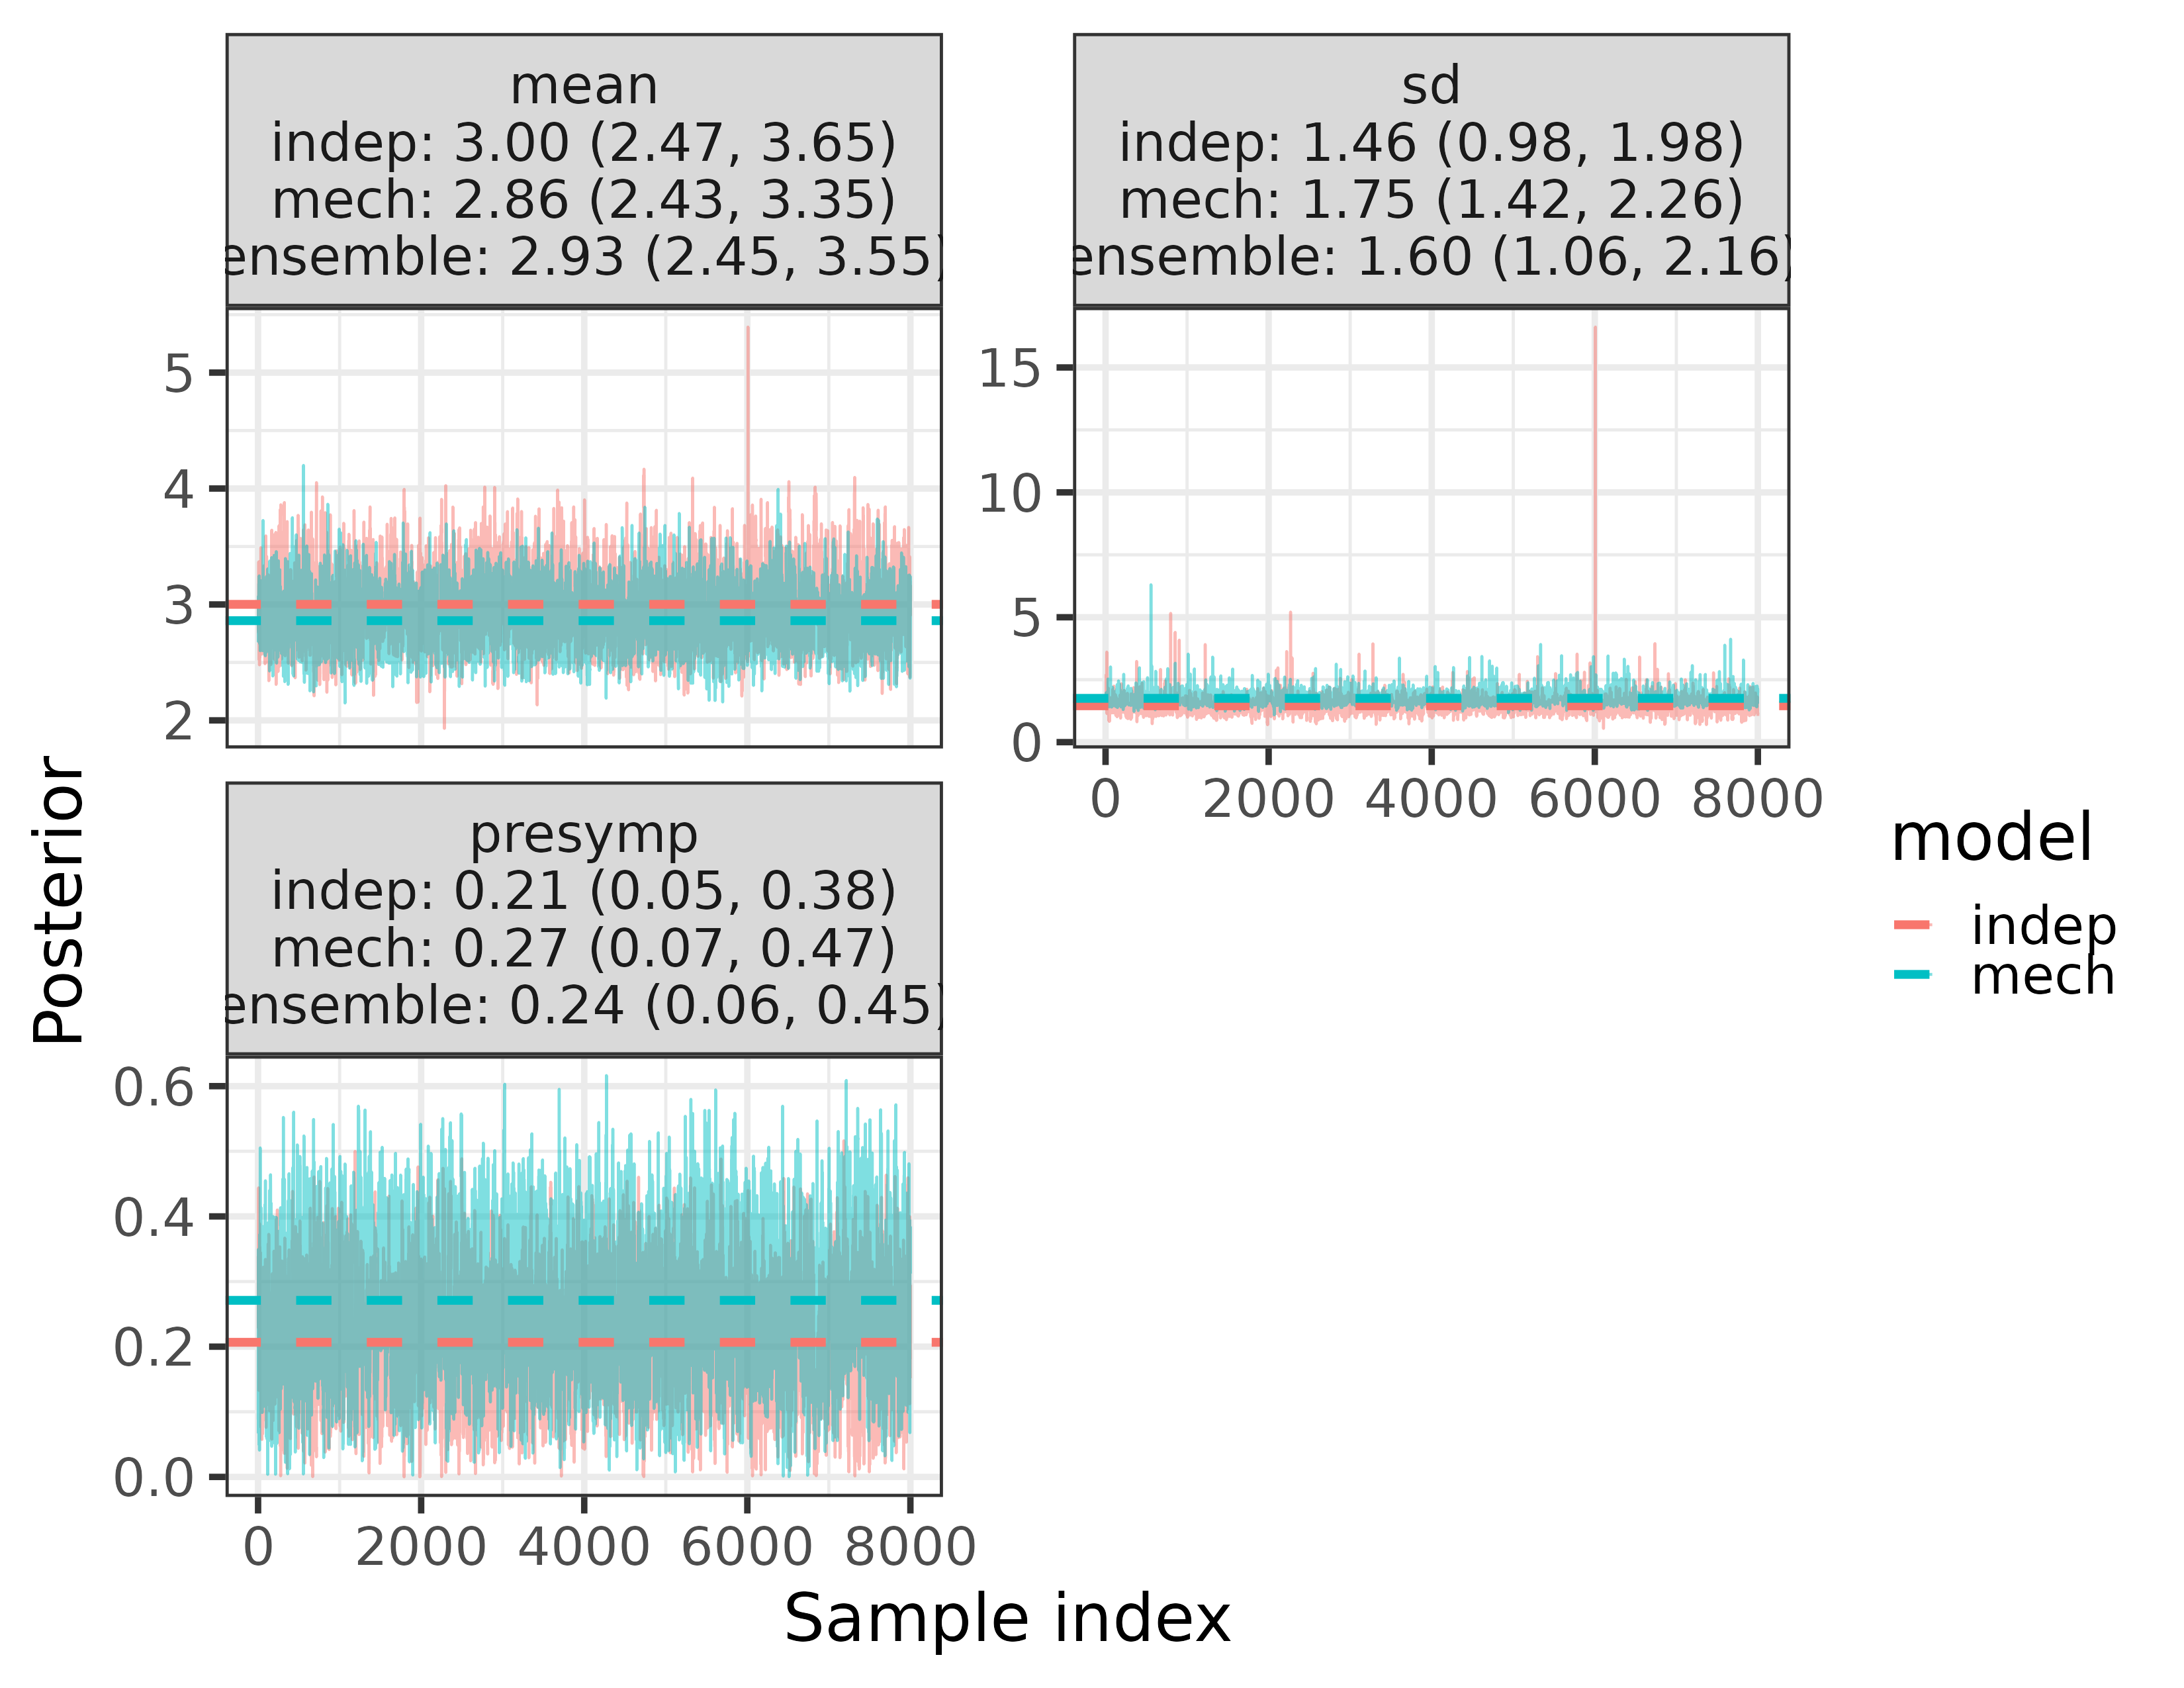 mean
indep: 3.00 (2.47, 3.65)
mech: 2.86 (2.43, 3.35)
ensemble: 2.93 (2.45, 3.55)
sd
indep: 1.46 (0.98, 1.98)
mech: 1.75 (1.42, 2.26)
ensemble: 1.60 (1.06, 2.16)
5
4
3
2
15
10
5
0
0 2000 4000 6000 8000
presymp
indep: 0.21 (0.05, 0.38)
mech: 0.27 (0.07, 0.47)
ensemble: 0.24 (0.06, 0.45)
0.6
0.4
0.2
0.0
0 2000 4000 6000 8000
Sample index
Posterior
model
indep
mech